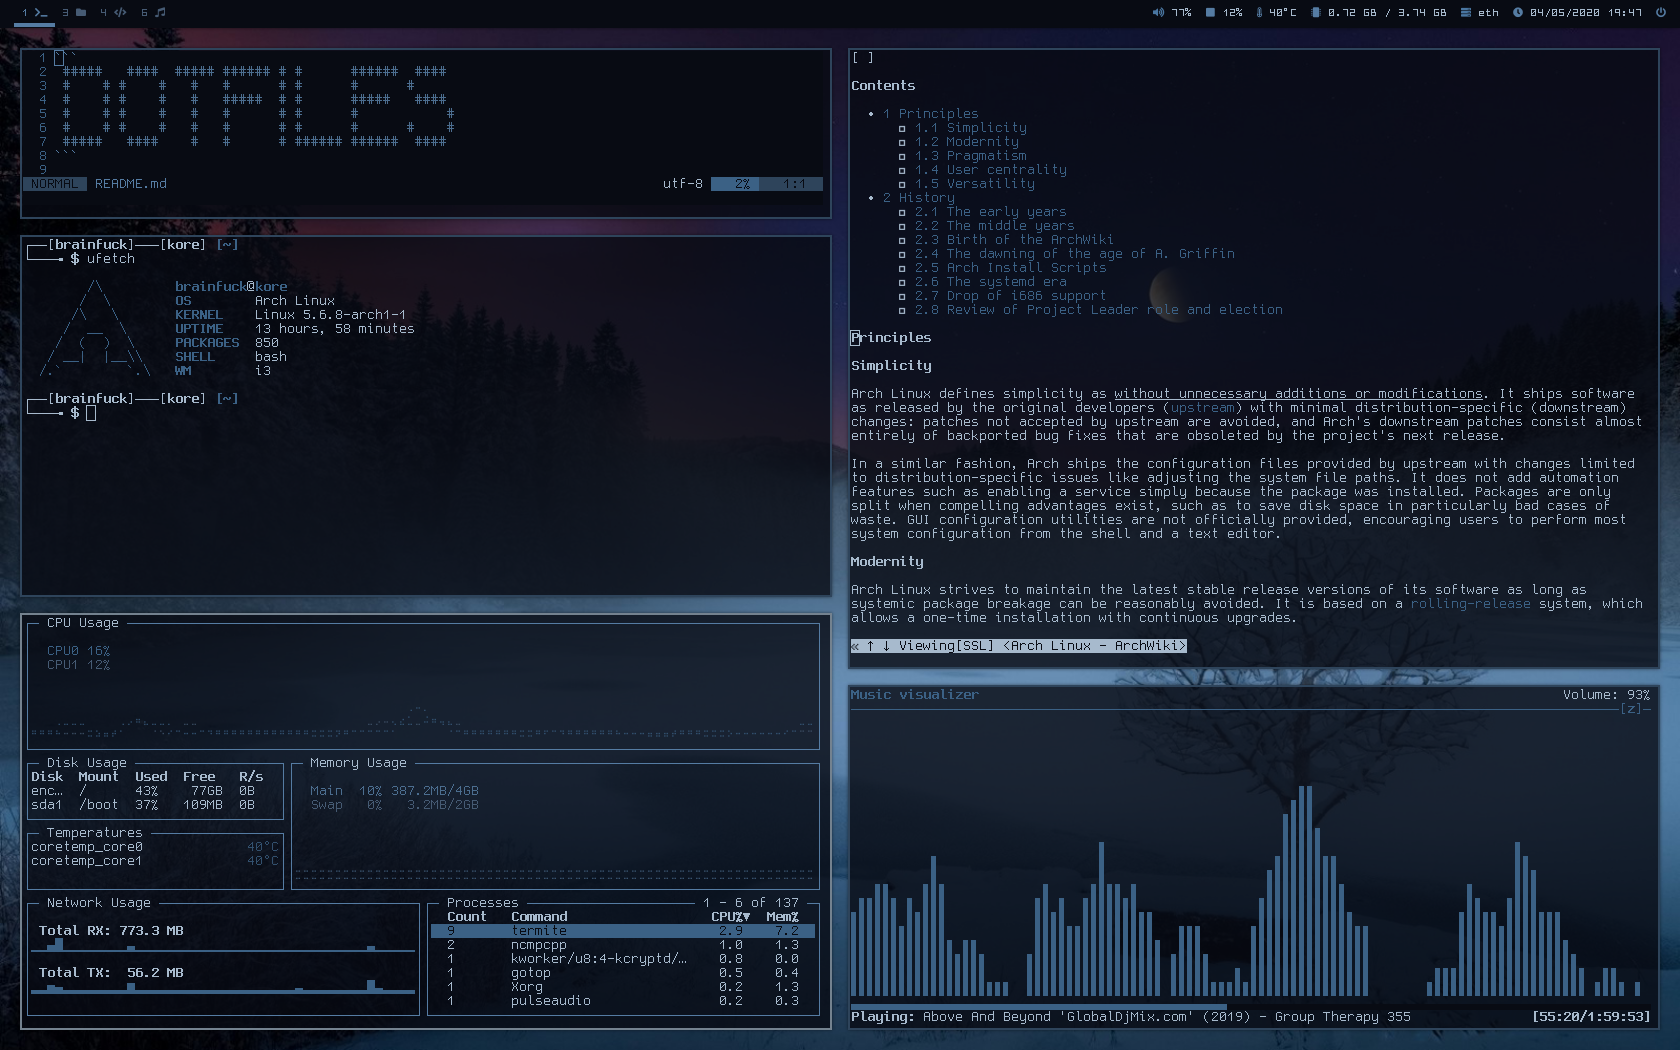 1 3 4 6 77% 12% 40°C 0.72 GB / 3.74 GB eth 04/05/2020 19:47
1 ```
2 ##### #### ##### ###### # # ###### ####
3 # # # # # # # # # #
4 # # # # # ##### # # ##### ####
5 # # # # # # # # # #
6 # # # # # # # # # # #
7 ##### #### # # # ###### ###### ####
8 ```
9
NORMAL README.md utf-8 2% 1:1
[brainfuck]——[kore] [~]
$ ufetch
brainfuck@kore
OS Arch Linux
KERNEL Linux 5.6.8-arch1-1
UPTIME 13 hours, 58 minutes
PACKAGES 850
SHELL bash
WM i3
[brainfuck]——[kore] [~]
$
CPU Usage
CPU0 16%
CPU1 12%
Disk Usage
Disk Mount Used Free R/s
enc… / 43% 77GB 0B
sda1 /boot 37% 109MB 0B
Temperatures
coretemp_core0 40°C
coretemp_core1 40°C
Memory Usage
Main 10% 387.2MB/4GB
Swap 0% 3.2MB/2GB
Network Usage
Total RX: 773.3 MB
Total TX: 56.2 MB
Processes 1 - 6 of 137
Count Command CPU%▼ Mem%
9 termite 2.9 7.2
2 ncmpcpp 1.0 1.3
1 kworker/u8:4-kcryptd/… 0.8 0.0
1 gotop 0.5 0.4
1 Xorg 0.2 1.3
1 pulseaudio 0.2 0.3
[ ]
Contents
• 1 Principles
1.1 Simplicity
1.2 Modernity
1.3 Pragmatism
1.4 User centrality
1.5 Versatility
• 2 History
2.1 The early years
2.2 The middle years
2.3 Birth of the ArchWiki
2.4 The dawning of the age of A. Griffin
2.5 Arch Install Scripts
2.6 The systemd era
2.7 Drop of i686 support
2.8 Review of Project Leader role and election
Principles
Simplicity
Arch Linux defines simplicity as without unnecessary additions or modifications. It ships software
as released by the original developers (upstream) with minimal distribution-specific (downstream)
changes: patches not accepted by upstream are avoided, and Arch's downstream patches consist almost
entirely of backported bug fixes that are obsoleted by the project's next release.
In a similar fashion, Arch ships the configuration files provided by upstream with changes limited
to distribution-specific issues like adjusting the system file paths. It does not add automation
features such as enabling a service simply because the package was installed. Packages are only
split when compelling advantages exist, such as to save disk space in particularly bad cases of
waste. GUI configuration utilities are not officially provided, encouraging users to perform most
system configuration from the shell and a text editor.
Modernity
Arch Linux strives to maintain the latest stable release versions of its software as long as
systemic package breakage can be reasonably avoided. It is based on a rolling-release system, which
allows a one-time installation with continuous upgrades.
« ↑ ↓ Viewing[SSL] <Arch Linux - ArchWiki>
Music visualizer Volume: 93%
[z]
Playing: Above And Beyond 'GlobalDjMix.com' (2019) - Group Therapy 355 [55:20/1:59:53]